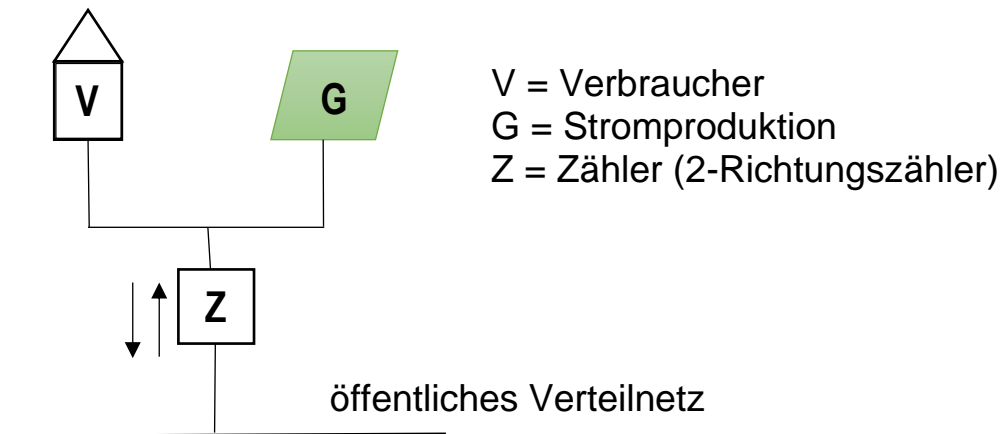 V
G
V = Verbraucher
G = Stromproduktion
Z = Zähler (2-Richtungszähler)
Z
öffentliches Verteilnetz